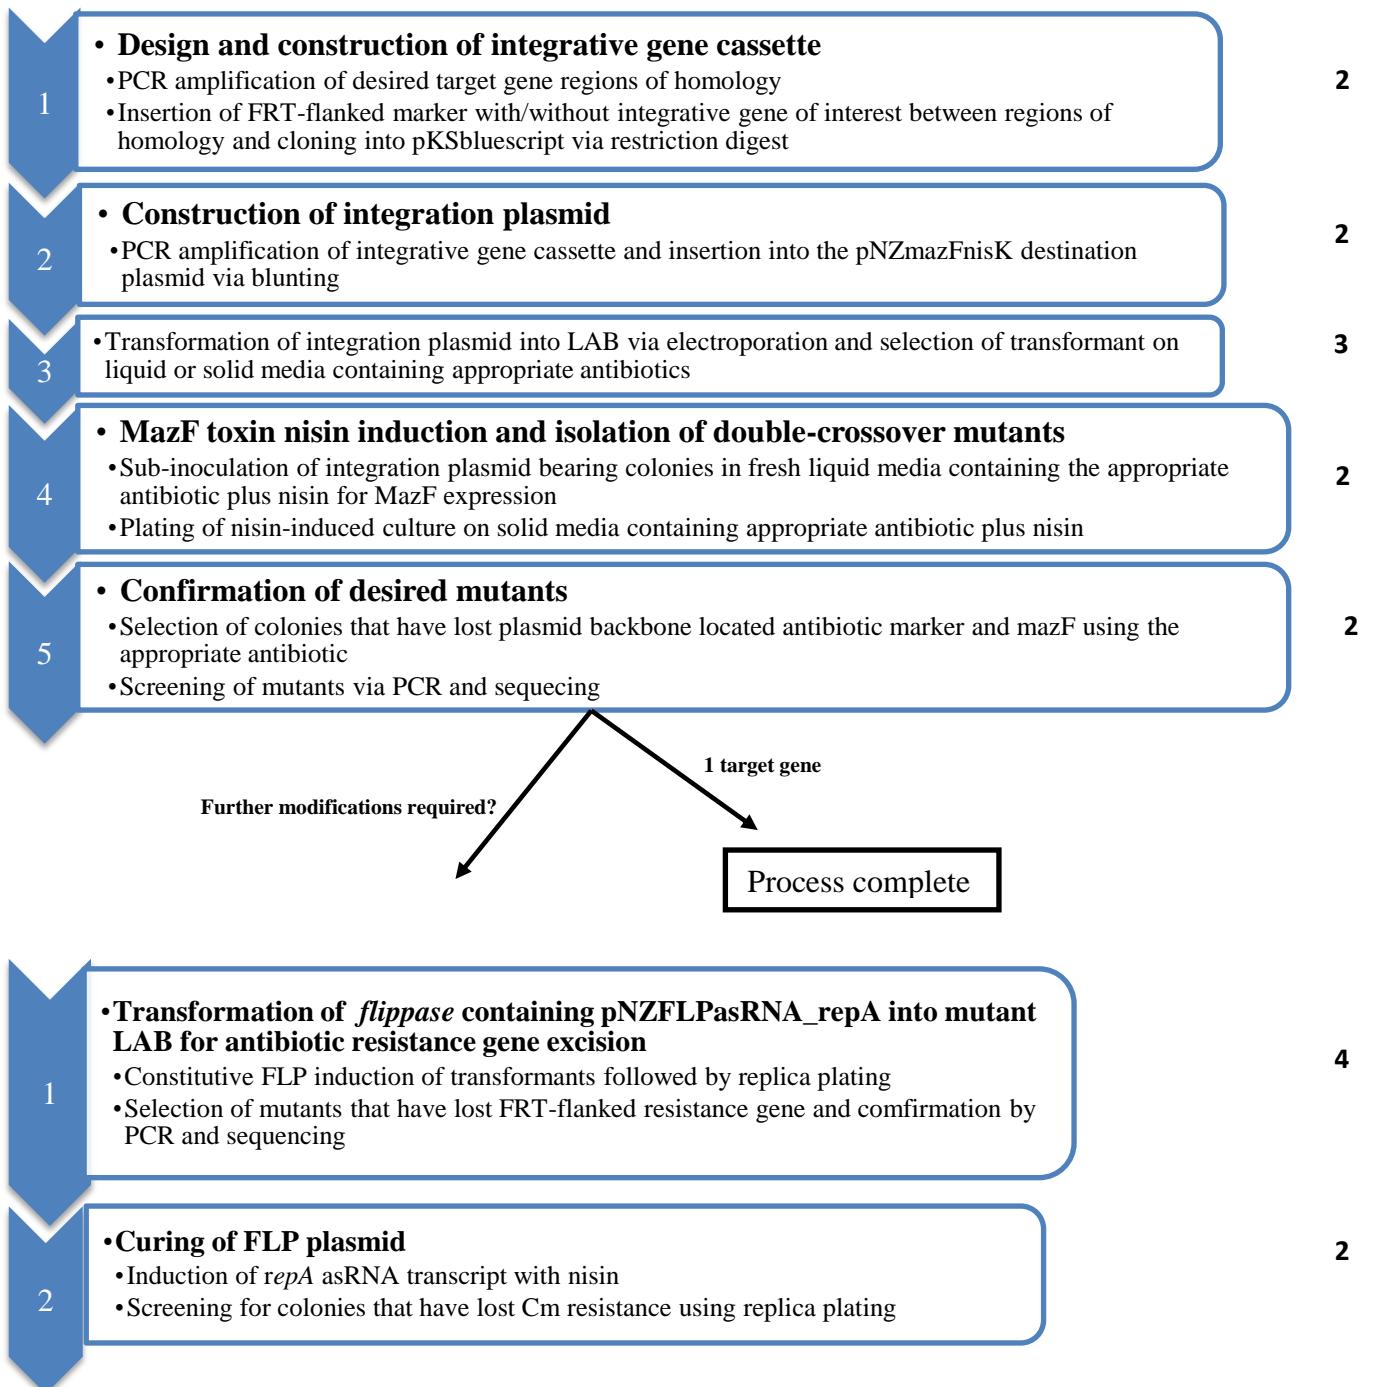 1
• Design and construction of integrative gene cassette
•PCR amplification of desired target gene regions of homology
•Insertion of FRT-flanked marker with/without integrative gene of interest between regions of
homology and cloning into pKSbluescript via restriction digest
2
2
• Construction of integration plasmid
•PCR amplification of integrative gene cassette and insertion into the pNZmazFnisK destination
plasmid via blunting
2
3
•Transformation of integration plasmid into LAB via electroporation and selection of transformant on
liquid or solid media containing appropriate antibiotics
3
4
• MazF toxin nisin induction and isolation of double-crossover mutants
•Sub-inoculation of integration plasmid bearing colonies in fresh liquid media containing the appropriate
antibiotic plus nisin for MazF expression
•Plating of nisin-induced culture on solid media containing appropriate antibiotic plus nisin
2
5
• Confirmation of desired mutants
•Selection of colonies that have lost plasmid backbone located antibiotic marker and mazF using the
appropriate antibiotic
•Screening of mutants via PCR and sequecing
2
1 target gene
Further modifications required?
Process complete
1
•Transformation of flippase containing pNZFLPasRNA_repA into mutant
LAB for antibiotic resistance gene excision
•Constitutive FLP induction of transformants followed by replica plating
•Selection of mutants that have lost FRT-flanked resistance gene and comfirmation by
PCR and sequencing
4
2
•Curing of FLP plasmid
•Induction of repA asRNA transcript with nisin
•Screening for colonies that have lost Cm resistance using replica plating
2